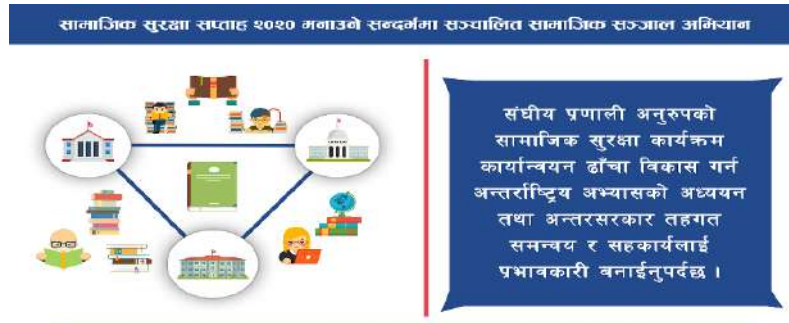 सामाजिक सुरक्षा सप्ताह २०२० मनाउने सन्दर्भमा सञ्चालित सामाजिक सञ्जाल अभियान
संघीय प्रणाली अनुरुपको
सामाजिक सुरक्षा कार्यक्रम
कार्यान्वयन ढाँचा विकास गर्न
अन्तर्राष्ट्रिय अभ्यासको अध्ययन
तथा अन्तरसरकार तहगत
समन्वय र सहकार्यलाई
प्रभावकारी बनाईनुपर्दछ ।